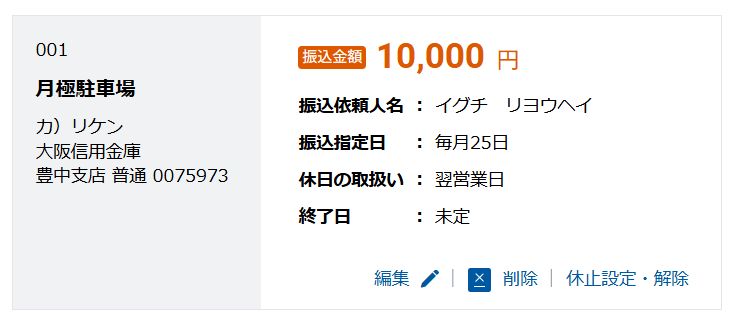 001
月極駐車場
カ）リケン
大阪信用金庫
豊中支店 普通 0075973
振込金額 10,000 円
振込依頼人名 ： イグチ　リヨウヘイ
振込指定日 ： 毎月25日
休日の取扱い ： 翌営業日
終了日 ： 未定
編集 | 削除 | 休止設定・解除